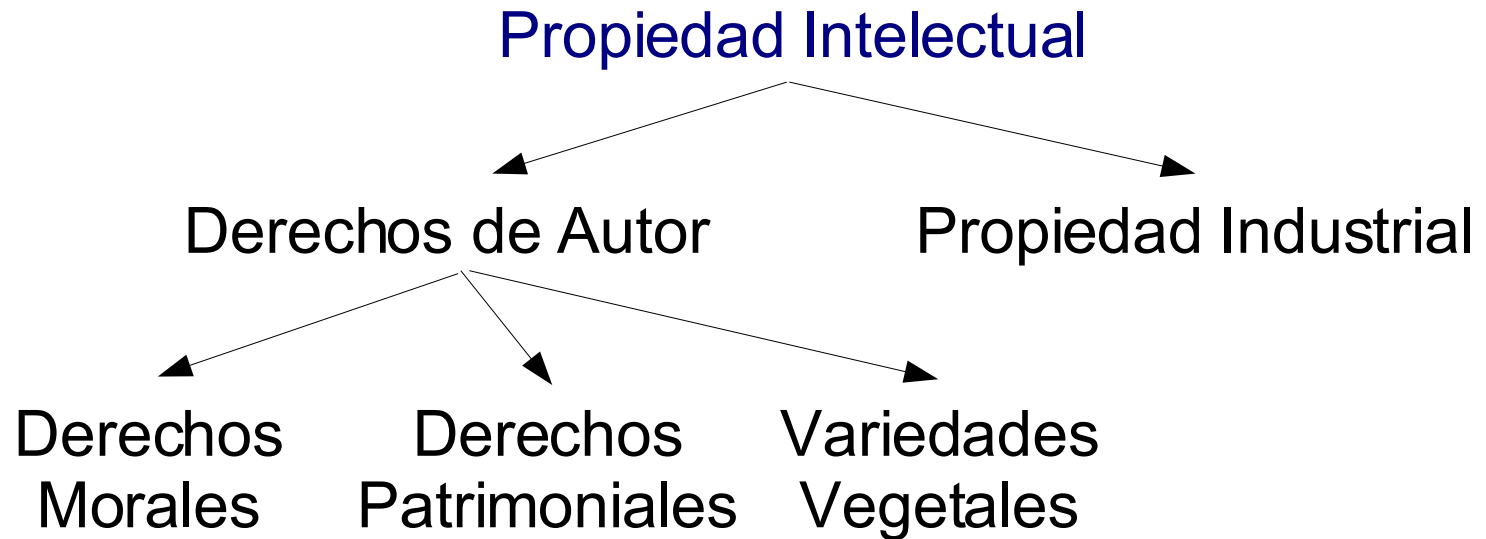 Propiedad Intelectual
Derechos de Autor
Propiedad Industrial
Derechos
Morales
Derechos
Patrimoniales
Variedades
Vegetales